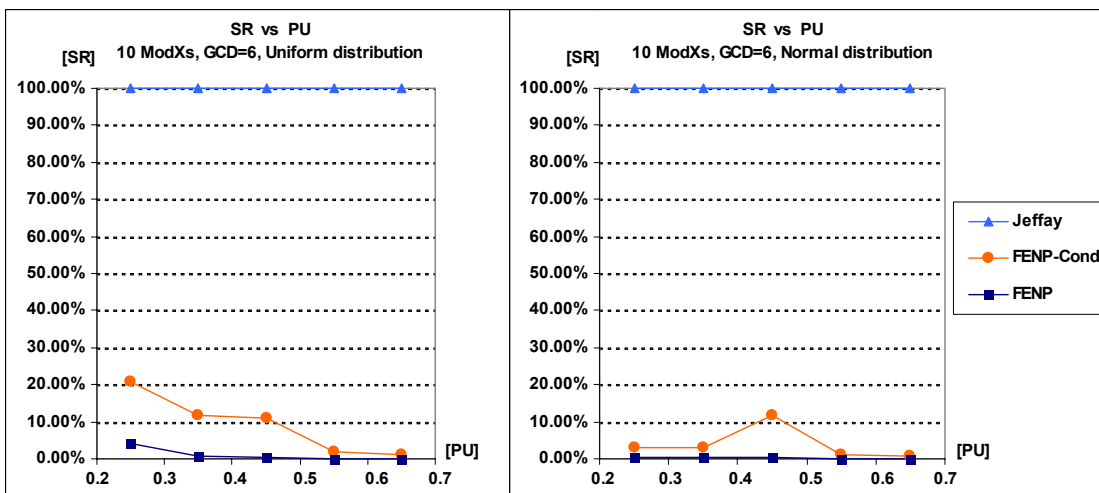 SR vs PU
10 ModXs, GCD=6, Uniform distribution
[SR]
100.00%
90.00%
80.00%
70.00%
60.00%
50.00%
40.00%
30.00%
20.00%
10.00%
0.00%
0.2 0.3 0.4 0.5 0.6 0.7
[PU]
SR vs PU
10 ModXs, GCD=6, Normal distribution
[SR]
100.00%
90.00%
80.00%
70.00%
60.00%
50.00%
40.00%
30.00%
20.00%
10.00%
0.00%
0.2 0.3 0.4 0.5 0.6 0.7
[PU]
Jeffay
FENP-Cond
FENP